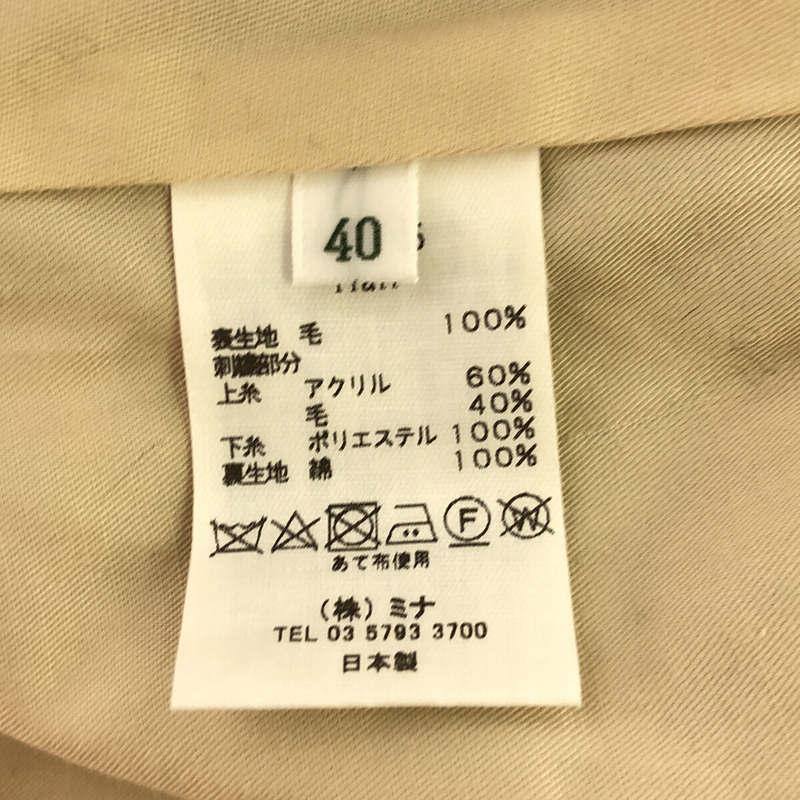 40
表生地 毛 100%
刺繍部分
上糸 アクリル 60%
毛 40%
下糸 ポリエステル 100%
裏生地 綿 100%
F W
あて布使用
(株)ミナ
TEL 03 5793 3700
日本製